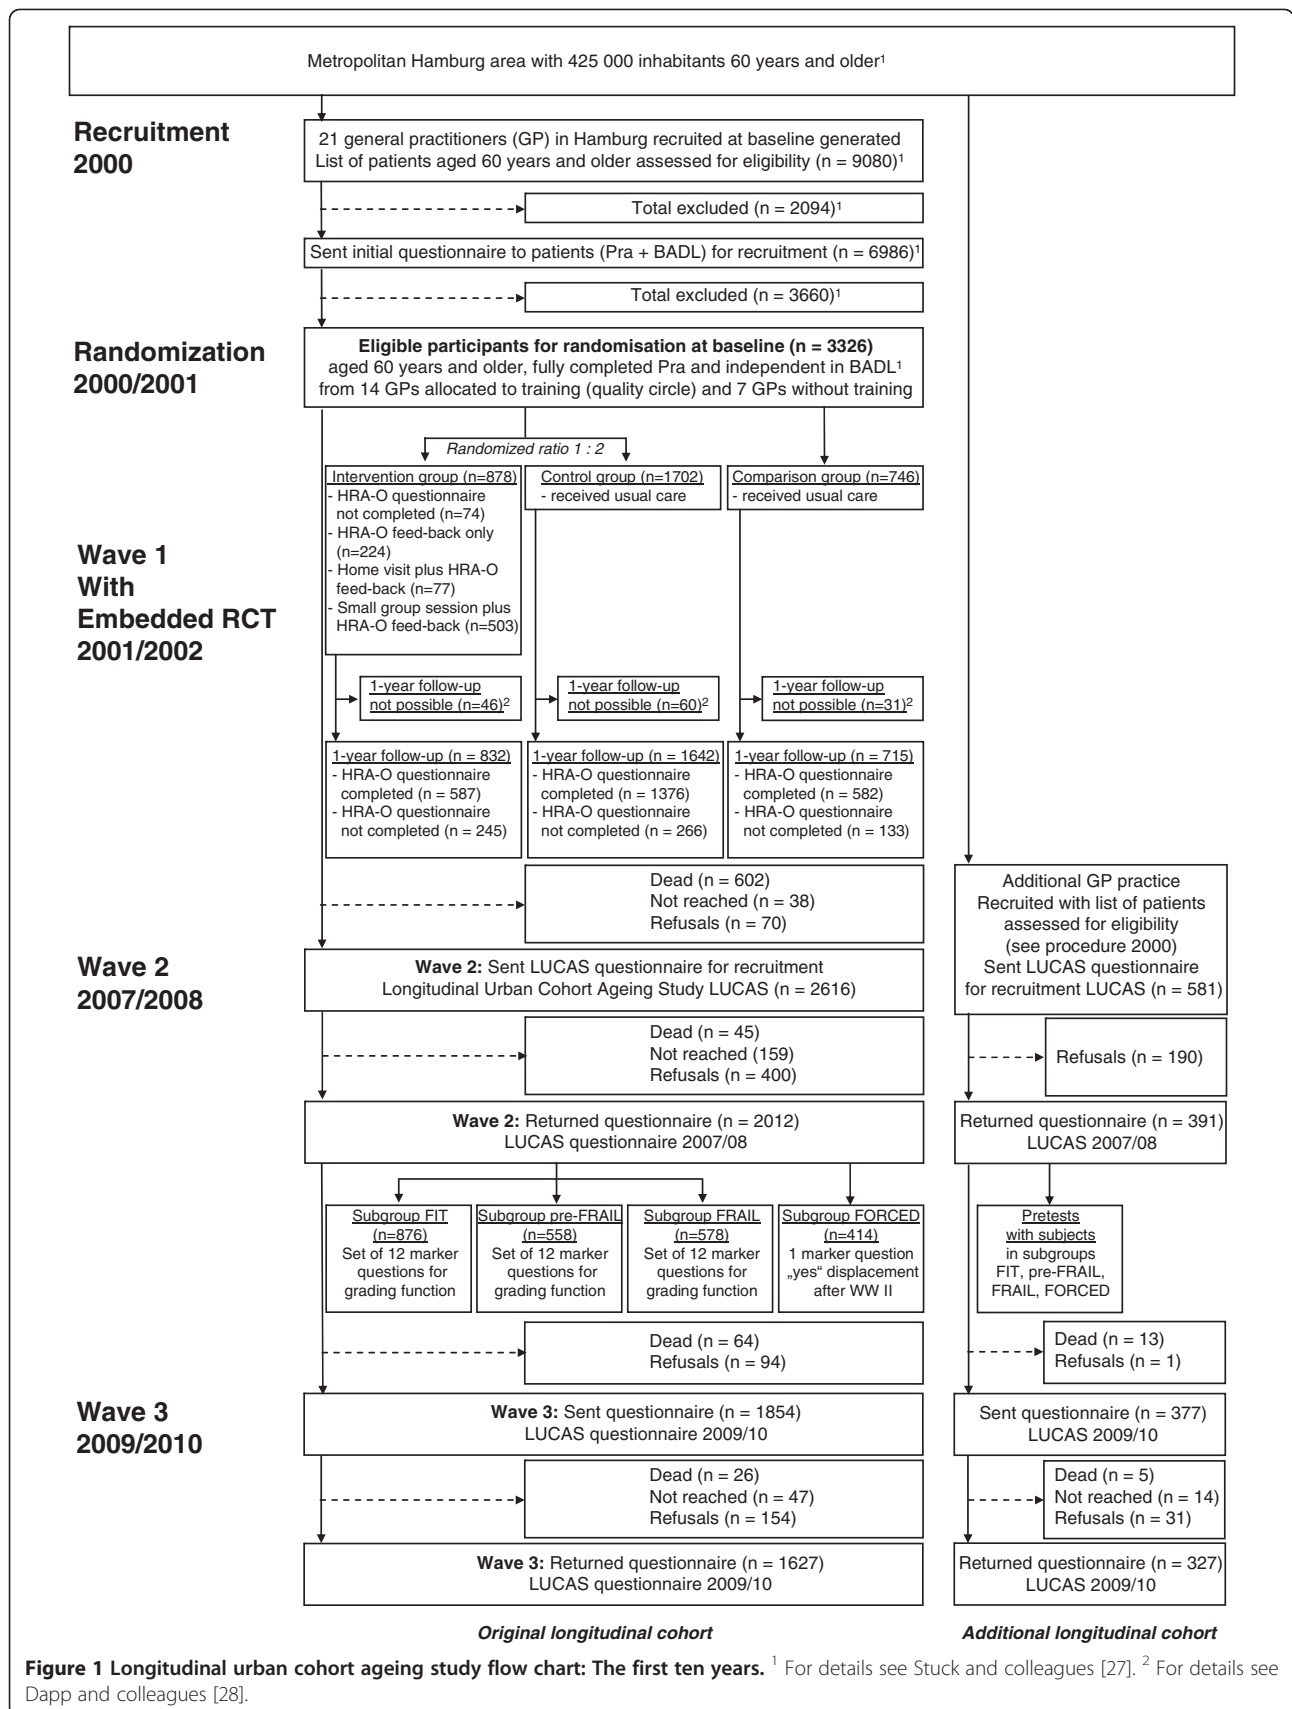 Metropolitan Hamburg area with 425 000 inhabitants 60 years and older¹
Recruitment
2000
21 general practitioners (GP) in Hamburg recruited at baseline generated
List of patients aged 60 years and older assessed for eligibility (n = 9080)¹
Total excluded (n = 2094)¹
Sent initial questionnaire to patients (Pra + BADL) for recruitment (n = 6986)¹
Total excluded (n = 3660)¹
Randomization
2000/2001
Eligible participants for randomisation at baseline (n = 3326)
aged 60 years and older, fully completed Pra and independent in BADL¹
from 14 GPs allocated to training (quality circle) and 7 GPs without training
Randomized ratio 1 : 2
Wave 1
With
Embedded RCT
2001/2002
Intervention group (n=878)
- HRA-O questionnaire
not completed (n=74)
- HRA-O feed-back only
(n=224)
- Home visit plus HRA-O
feed-back (n=77)
- Small group session plus
HRA-O feed-back (n=503)
Control group (n=1702)
- received usual care
Comparison group (n=746)
- received usual care
1-year follow-up
not possible (n=46)²
1-year follow-up
not possible (n=60)²
1-year follow-up
not possible (n=31)²
1-year follow-up (n = 832)
- HRA-O questionnaire
completed (n = 587)
- HRA-O questionnaire
not completed (n = 245)
1-year follow-up (n = 1642)
- HRA-O questionnaire
completed (n = 1376)
- HRA-O questionnaire
not completed (n = 266)
1-year follow-up (n = 715)
- HRA-O questionnaire
completed (n = 582)
- HRA-O questionnaire
not completed (n = 133)
Dead (n = 602)
Not reached (n = 38)
Refusals (n = 70)
Additional GP practice
Recruited with list of patients
assessed for eligibility
(see procedure 2000)
Sent LUCAS questionnaire
for recruitment LUCAS (n = 581)
Wave 2
2007/2008
Wave 2: Sent LUCAS questionnaire for recruitment
Longitudinal Urban Cohort Ageing Study LUCAS (n = 2616)
Dead (n = 45)
Not reached (159)
Refusals (n = 400)
Refusals (n = 190)
Wave 2: Returned questionnaire (n = 2012)
LUCAS questionnaire 2007/08
Returned questionnaire (n = 391)
LUCAS 2007/08
Subgroup FIT
(n=876)
Set of 12 marker
questions for
grading function
Subgroup pre-FRAIL
(n=558)
Set of 12 marker
questions for
grading function
Subgroup FRAIL
(n=578)
Set of 12 marker
questions for
grading function
Subgroup FORCED
(n=414)
1 marker question
„yes“ displacement
after WW II
Pretests
with subjects
in subgroups
FIT, pre-FRAIL,
FRAIL, FORCED
Dead (n = 64)
Refusals (n = 94)
Dead (n = 13)
Refusals (n = 1)
Wave 3
2009/2010
Wave 3: Sent questionnaire (n = 1854)
LUCAS questionnaire 2009/10
Sent questionnaire (n = 377)
LUCAS 2009/10
Dead (n = 26)
Not reached (n = 47)
Refusals (n = 154)
Dead (n = 5)
Not reached (n = 14)
Refusals (n = 31)
Wave 3: Returned questionnaire (n = 1627)
LUCAS questionnaire 2009/10
Returned questionnaire (n = 327)
LUCAS 2009/10
Original longitudinal cohort
Additional longitudinal cohort
Figure 1 Longitudinal urban cohort ageing study flow chart: The first ten years. ¹ For details see Stuck and colleagues [27]. ² For details see
Dapp and colleagues [28].